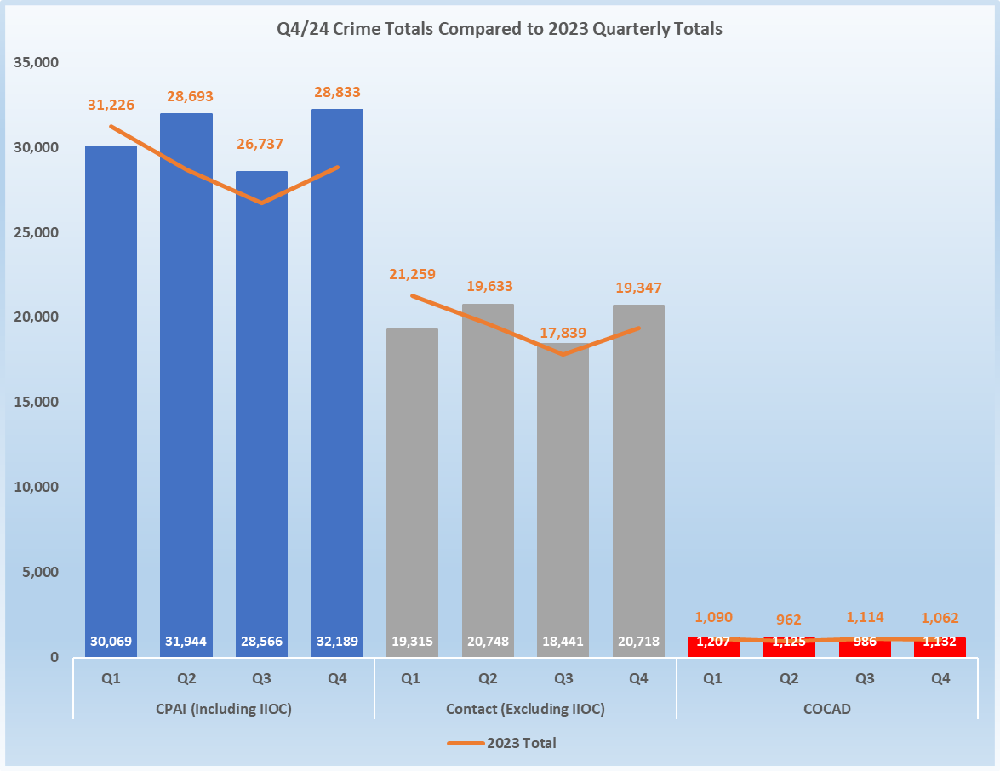 Q4/24 Crime Totals Compared to 2023 Quarterly Totals
35,000
30,000
25,000
20,000
15,000
10,000
5,000
0
31,226 28,693 26,737 28,833
21,259 19,633 17,839 19,347
1,090 962 1,114 1,062
30,069 31,944 28,566 32,189 19,315 20,748 18,441 20,718 1,207 1,125 986 1,132
Q1 Q2 Q3 Q4 Q1 Q2 Q3 Q4 Q1 Q2 Q3 Q4
CPAI (Including IIOC) Contact (Excluding IIOC) COCAD
2023 Total